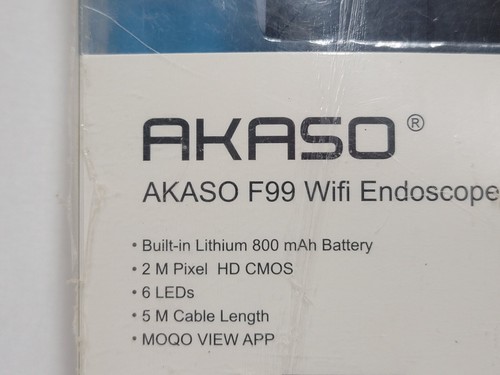 AKASO®
AKASO F99 Wifi Endoscope
• Built-in Lithium 800 mAh Battery
• 2 M Pixel HD CMOS
• 6 LEDs
• 5 M Cable Length
• MOQO VIEW APP